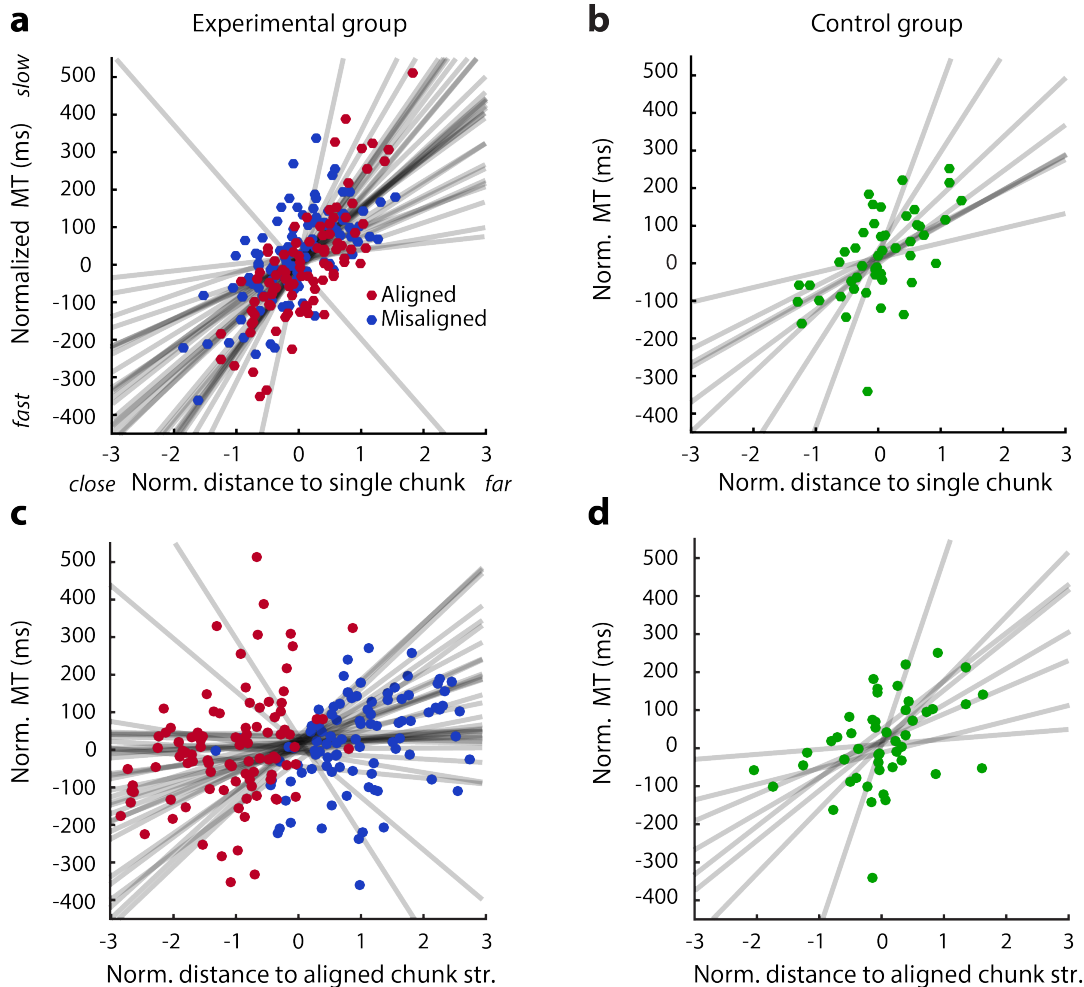 a
Experimental group
slow
Normalized MT (ms)
fast
500
400
300
200
100
0
-100
-200
-300
-400
Aligned
Misaligned
-3 -2 -1 0 1 2 3
close Norm. distance to single chunk far
b
Control group
Norm. MT (ms)
500
400
300
200
100
0
-100
-200
-300
-400
-3 -2 -1 0 1 2 3
Norm. distance to single chunk
c
Norm. MT (ms)
500
400
300
200
100
0
-100
-200
-300
-400
-3 -2 -1 0 1 2 3
Norm. distance to aligned chunk str.
d
Norm. MT (ms)
500
400
300
200
100
0
-100
-200
-300
-400
-3 -2 -1 0 1 2 3
Norm. distance to aligned chunk str.